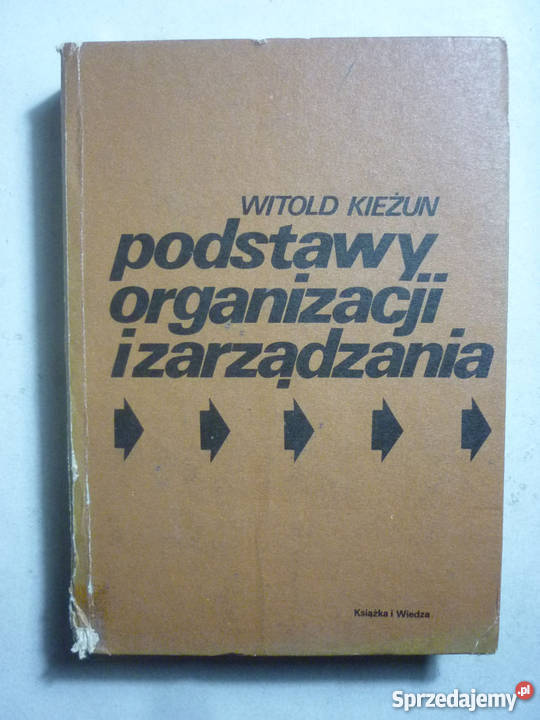 WITOLD KIEŻUN
podstawy
organizacji
i zarządzania
Książka i Wiedza
Sprzedajemy.pl